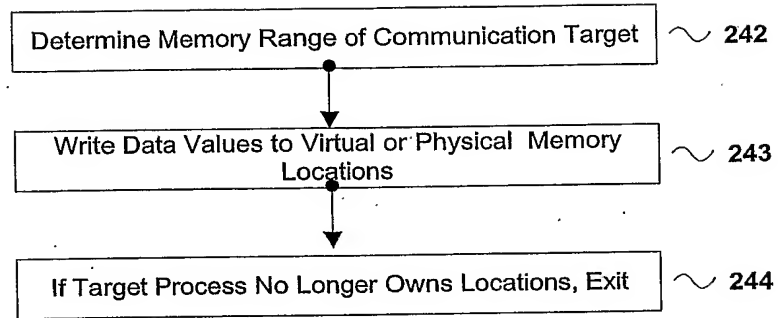 Determine Memory Range of Communication Target 242
Write Data Values to Virtual or Physical Memory
Locations
243
If Target Process No Longer Owns Locations, Exit 244